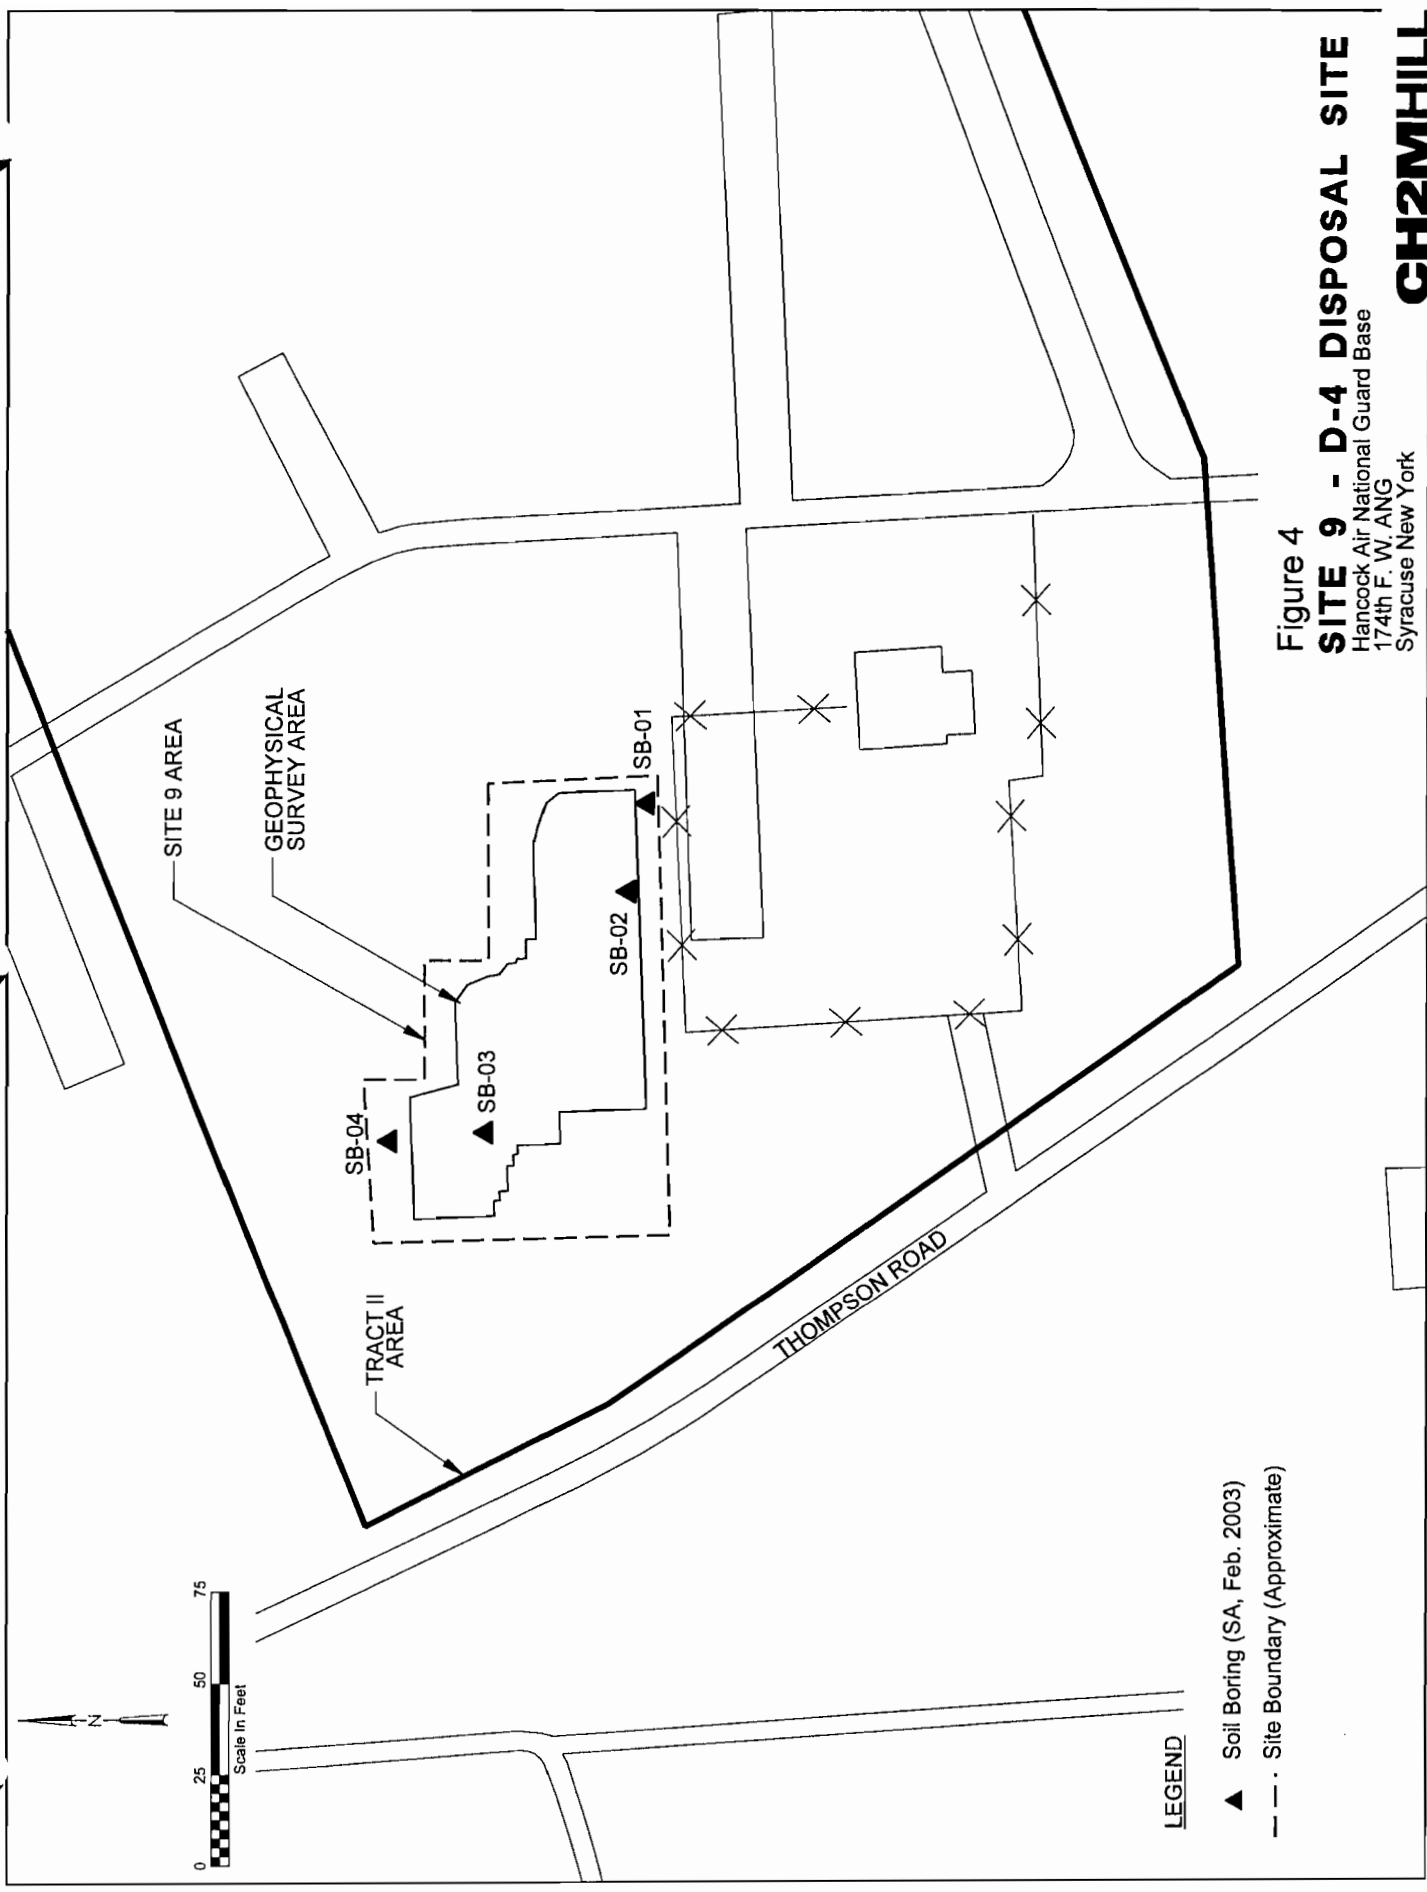 N
0 25 50 75
Scale In Feet
SITE 9 AREA
GEOPHYSICAL
SURVEY AREA
TRACT II
AREA
SB-04
SB-03
SB-02
SB-01
THOMPSON ROAD
LEGEND
Soil Boring (SA, Feb. 2003)
Site Boundary (Approximate)
Figure 4
SITE 9 - D-4 DISPOSAL SITE
Hancock Air National Guard Base
174th F. W. ANG
Syracuse New York
CH2MHILL